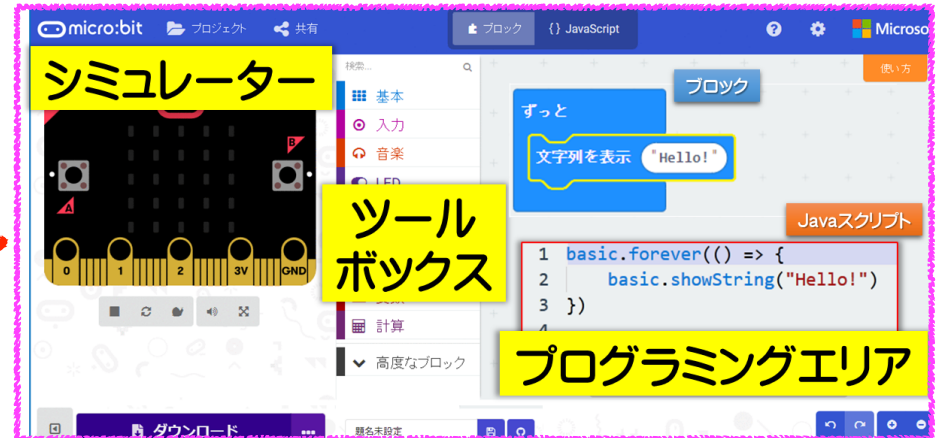 micro:bit プロジェクト 共有 ブロック {} JavaScript ? Microso
シミュレーター
検索...
使い方
基本
入力
音楽
LED
ツール
ボックス
計算
高度なブロック
ブロック
ずっと
文字列を表示 "Hello!"
Javaスクリプト
1 basic.forever(() => {
2 basic.showString("Hello!")
3 })
4
プログラミングエリア
A
B
0 1 2 3V GND
ダウンロード ...
題名未設定